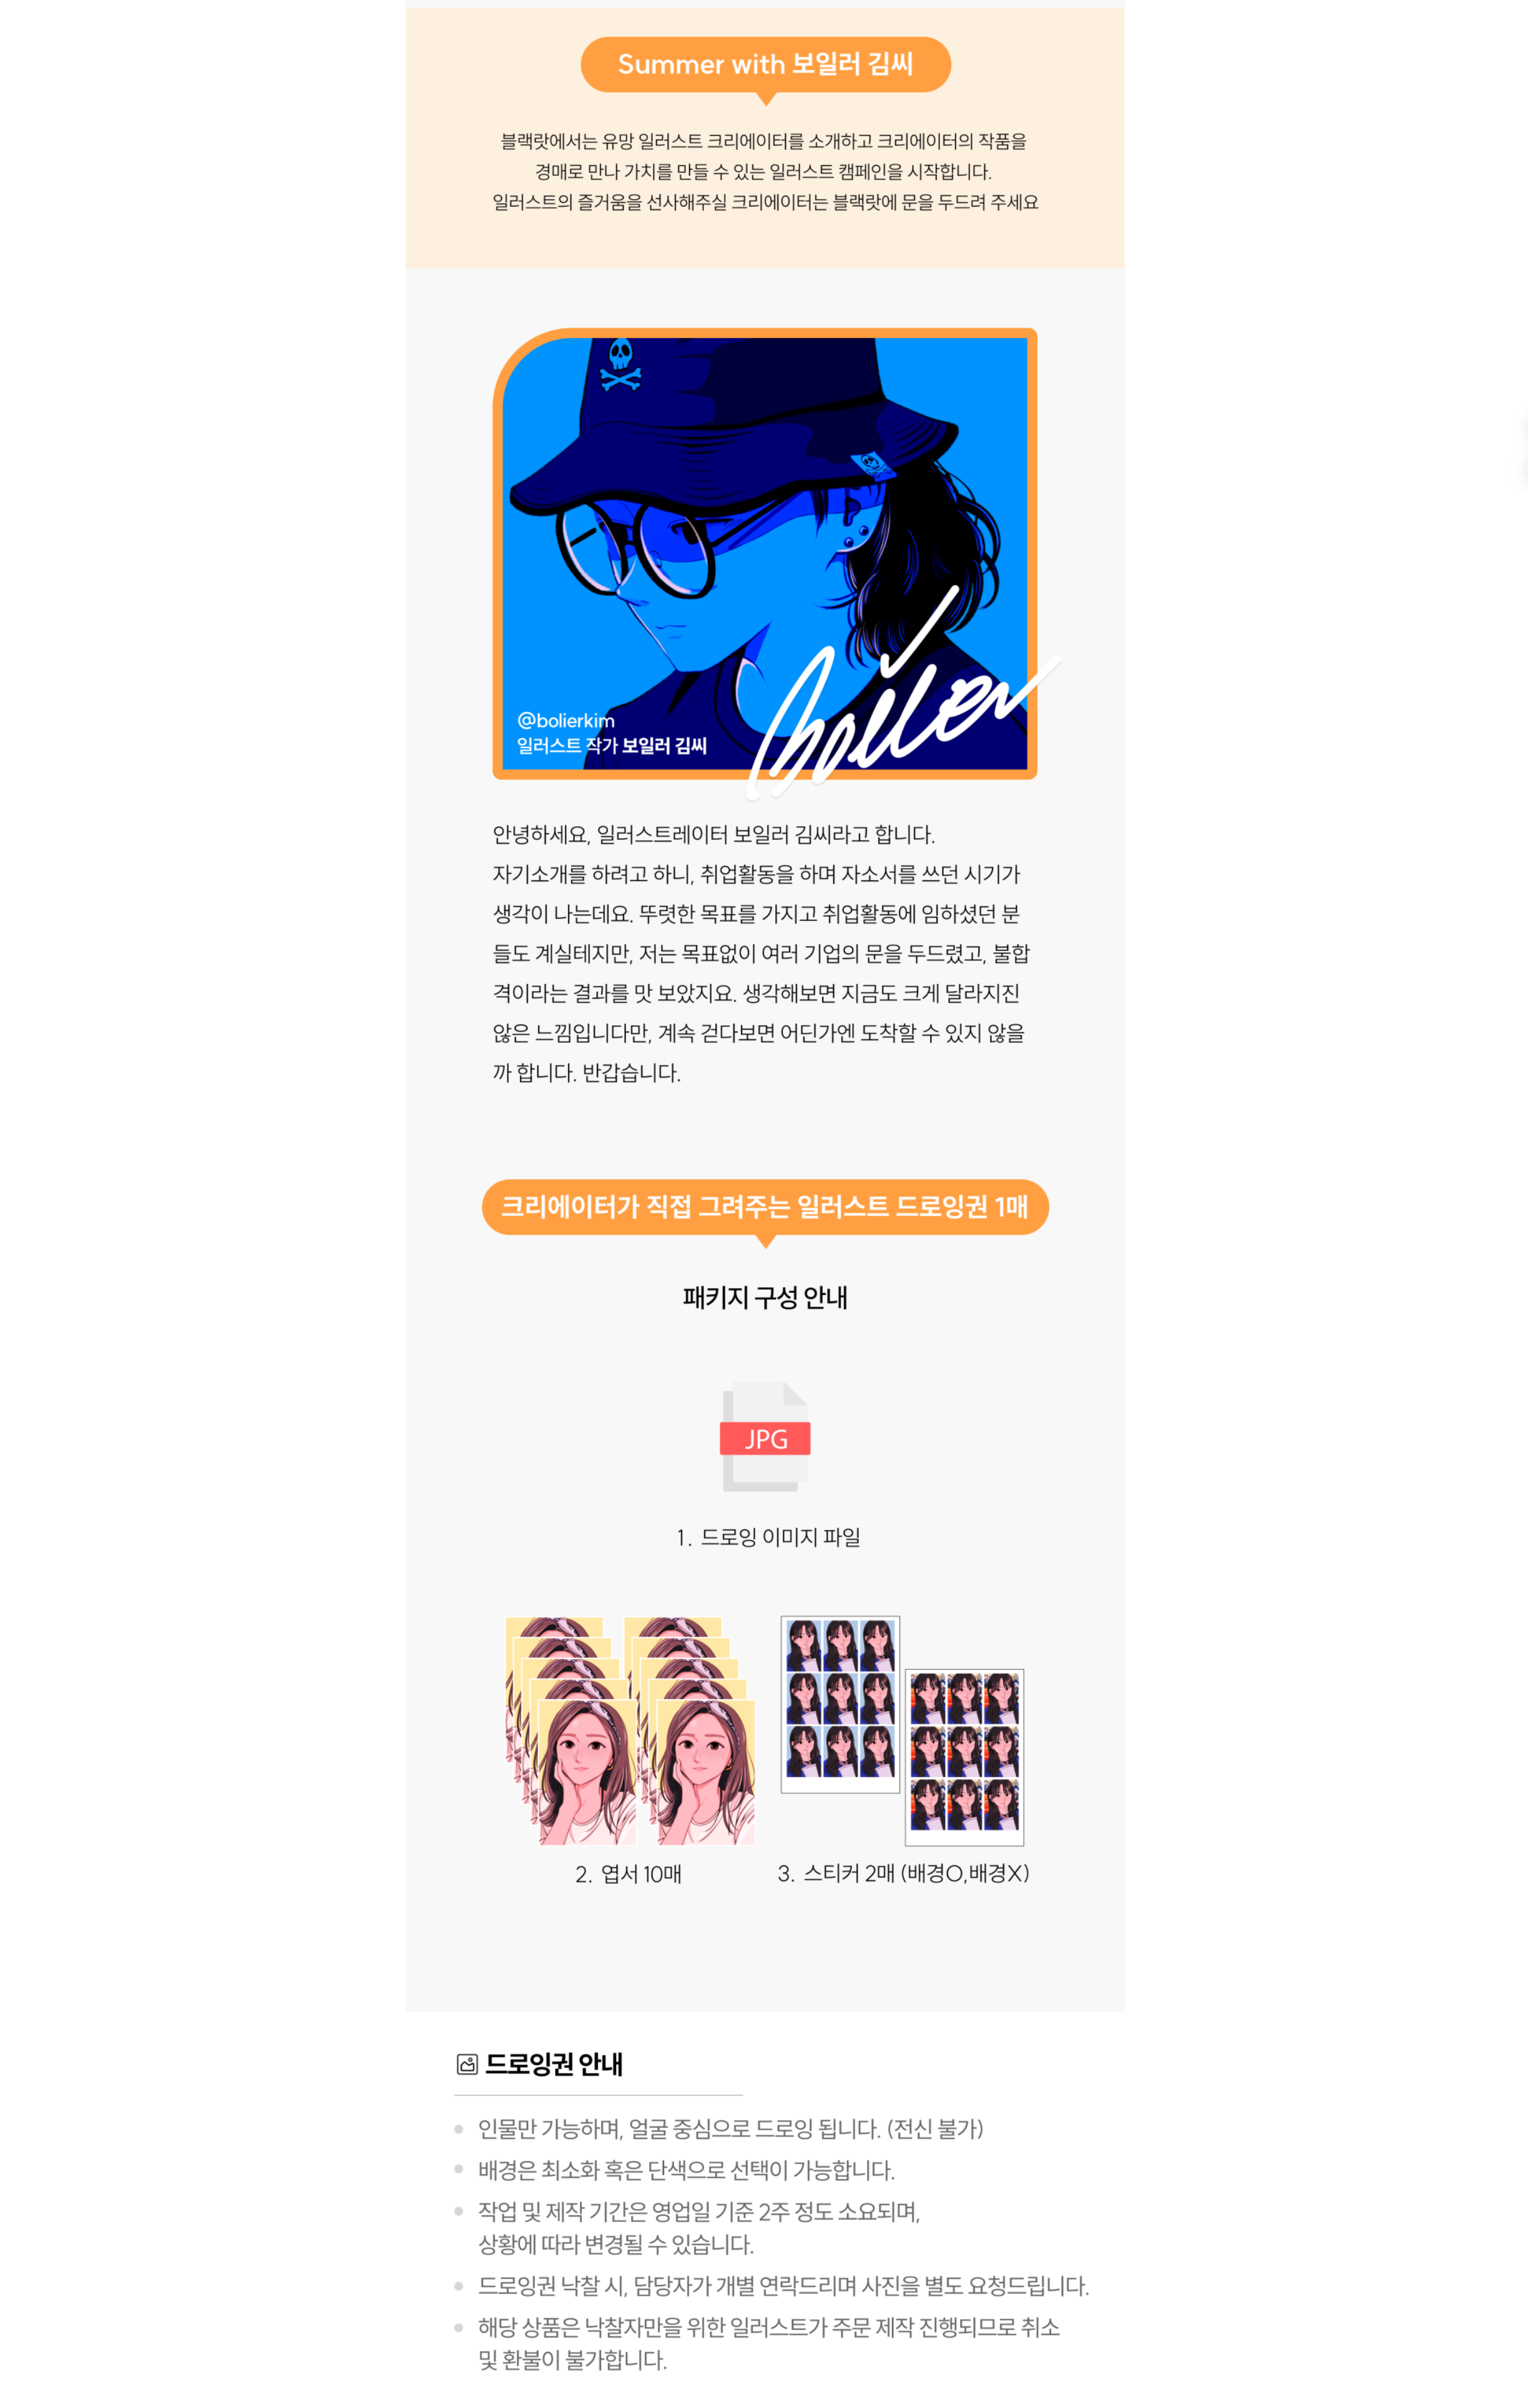 Summer with 보일러 김씨
블랙랏에서는 유망 일러스트 크리에이터를 소개하고 크리에이터의 작품을
경매로 만나 가치를 만들 수 있는 일러스트 캠페인을 시작합니다.
일러스트의 즐거움을 선사해주실 크리에이터는 블랙랏에 문을 두드려 주세요
@bolierkim
일러스트 작가 보일러 김씨
boiler
안녕하세요, 일러스트레이터 보일러 김씨라고 합니다.
자기소개를 하려고 하니, 취업활동을 하며 자소서를 쓰던 시기가
생각이 나는데요. 뚜렷한 목표를 가지고 취업활동에 임하셨던 분
들도 계실테지만, 저는 목표없이 여러 기업의 문을 두드렸고, 불합
격이라는 결과를 맛 보았지요. 생각해보면 지금도 크게 달라지진
않은 느낌입니다만, 계속 걷다보면 어딘가엔 도착할 수 있지 않을
까 합니다. 반갑습니다.
크리에이터가 직접 그려주는 일러스트 드로잉권 1매
패키지 구성 안내
JPG
1. 드로잉 이미지 파일
2. 엽서 10매
3. 스티커 2매 (배경O,배경X)
드로잉권 안내
인물만 가능하며, 얼굴 중심으로 드로잉 됩니다. (전신 불가)
배경은 최소화 혹은 단색으로 선택이 가능합니다.
작업 및 제작 기간은 영업일 기준 2주 정도 소요되며,
상황에 따라 변경될 수 있습니다.
드로잉권 낙찰 시, 담당자가 개별 연락드리며 사진을 별도 요청드립니다.
해당 상품은 낙찰자만을 위한 일러스트가 주문 제작 진행되므로 취소
및 환불이 불가합니다.